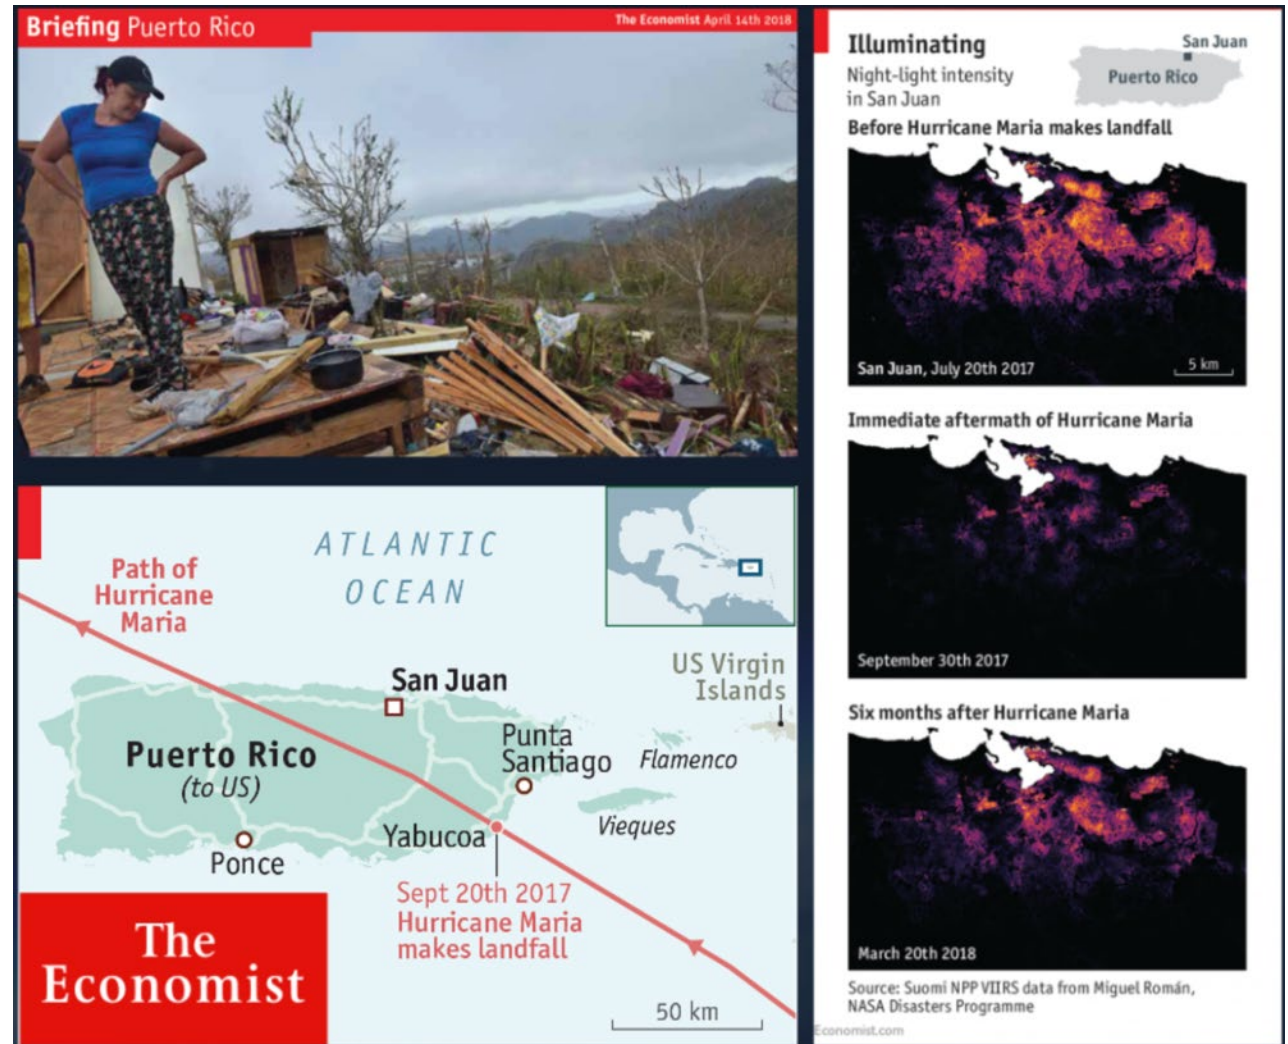 Briefing Puerto Rico
The Economist April 14th 2018
ATLANTIC
OCEAN
Path of
Hurricane
Maria
San Juan
US Virgin
Islands
Puerto Rico
(to US)
Punta
Santiago
Flamenco
Vieques
Yabucoa
Ponce
Sept 20th 2017
Hurricane Maria
makes landfall
50 km
The
Economist
Illuminating
Night-light intensity
in San Juan
San Juan
Puerto Rico
Before Hurricane Maria makes landfall
San Juan, July 20th 2017
5 km
Immediate aftermath of Hurricane Maria
September 30th 2017
Six months after Hurricane Maria
March 20th 2018
Source: Suomi NPP VIIRS data from Miguel Román,
NASA Disasters Programme
Economist.com